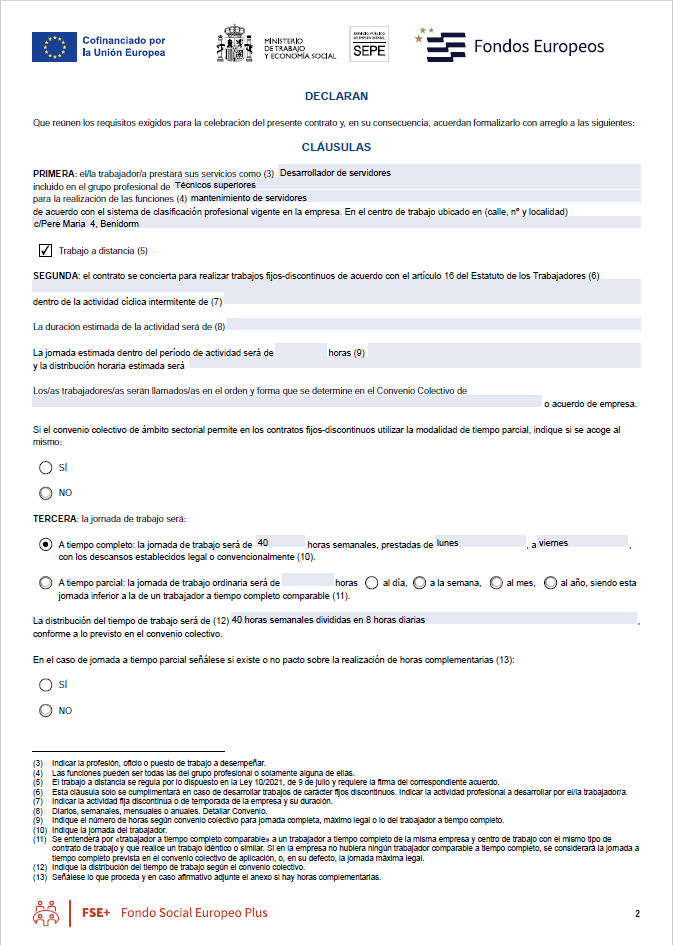 Cofinanciado por
la Unión Europea
MINISTERIO
DE TRABAJO
Y ECONOMÍA SOCIAL
SERVICIO PÚBLICO
DE EMPLEO ESTATAL
SEPE
Fondos Europeos
DECLARAN
Que reúnen los requisitos exigidos para la celebración del presente contrato y, en su consecuencia, acuerdan formalizarlo con arreglo a las siguientes:
CLÁUSULAS
PRIMERA: el/la trabajador/a prestará sus servicios como (3) Desarrollador de servidores
incluido en el grupo profesional de Técnicos superiores
para la realización de las funciones (4) mantenimiento de servidores
de acuerdo con el sistema de clasificación profesional vigente en la empresa. En el centro de trabajo ubicado en (calle, nº y localidad)
c/Pere Maria 4, Benidorm
Trabajo a distancia (5)
SEGUNDA: el contrato se concierta para realizar trabajos fijos-discontinuos de acuerdo con el artículo 16 del Estatuto de los Trabajadores (6)
dentro de la actividad cíclica intermitente de (7)
La duración estimada de la actividad será de (8)
La jornada estimada dentro del período de actividad será de horas (9)
y la distribución horaria estimada será
Los/as trabajadores/as serán llamados/as en el orden y forma que se determine en el Convenio Colectivo de
o acuerdo de empresa.
Si el convenio colectivo de ámbito sectorial permite en los contratos fijos-discontinuos utilizar la modalidad de tiempo parcial, indique si se acoge al
mismo:
SÍ
NO
TERCERA: la jornada de trabajo será:
A tiempo completo: la jornada de trabajo será de 40 horas semanales, prestadas de lunes , a viernes ,
con los descansos establecidos legal o convencionalmente (10).
A tiempo parcial: la jornada de trabajo ordinaria será de horas al día, a la semana, al mes, al año, siendo esta
jornada inferior a la de un trabajador a tiempo completo comparable (11).
La distribución del tiempo de trabajo será de (12) 40 horas semanales divididas en 8 horas diarias ,
conforme a lo previsto en el convenio colectivo.
En el caso de jornada a tiempo parcial señálese si existe o no pacto sobre la realización de horas complementarias (13):
SÍ
NO
(3) Indicar la profesión, oficio o puesto de trabajo a desempeñar.
(4) Las funciones pueden ser todas las del grupo profesional o solamente alguna de ellas.
(5) El trabajo a distancia se regula por lo dispuesto en la Ley 10/2021, de 9 de julio y requiere la firma del correspondiente acuerdo.
(6) Esta cláusula solo se cumplimentará en caso de desarrollar trabajos de carácter fijos discontinuos. Indicar la actividad profesional a desarrollar por el/la trabajador/a.
(7) Indicar la actividad fija discontinua o de temporada de la empresa y su duración.
(8) Diarios, semanales, mensuales o anuales. Detallar Convenio.
(9) Indique el número de horas según convenio colectivo para jornada completa, máximo legal o lo del trabajador a tiempo completo.
(10) Indique la jornada del trabajador.
(11) Se entenderá por «trabajador a tiempo completo comparable» a un trabajador a tiempo completo de la misma empresa y centro de trabajo con el mismo tipo de
contrato de trabajo y que realice un trabajo idéntico o similar. Si en la empresa no hubiera ningún trabajador comparable a tiempo completo, se considerará la jornada a
tiempo completo prevista en el convenio colectivo de aplicación, o, en su defecto, la jornada máxima legal.
(12) Indique la distribución del tiempo de trabajo según el convenio colectivo.
(13) Señálese lo que proceda y en caso afirmativo adjunte el anexo si hay horas complementarias.
FSE+ Fondo Social Europeo Plus
2